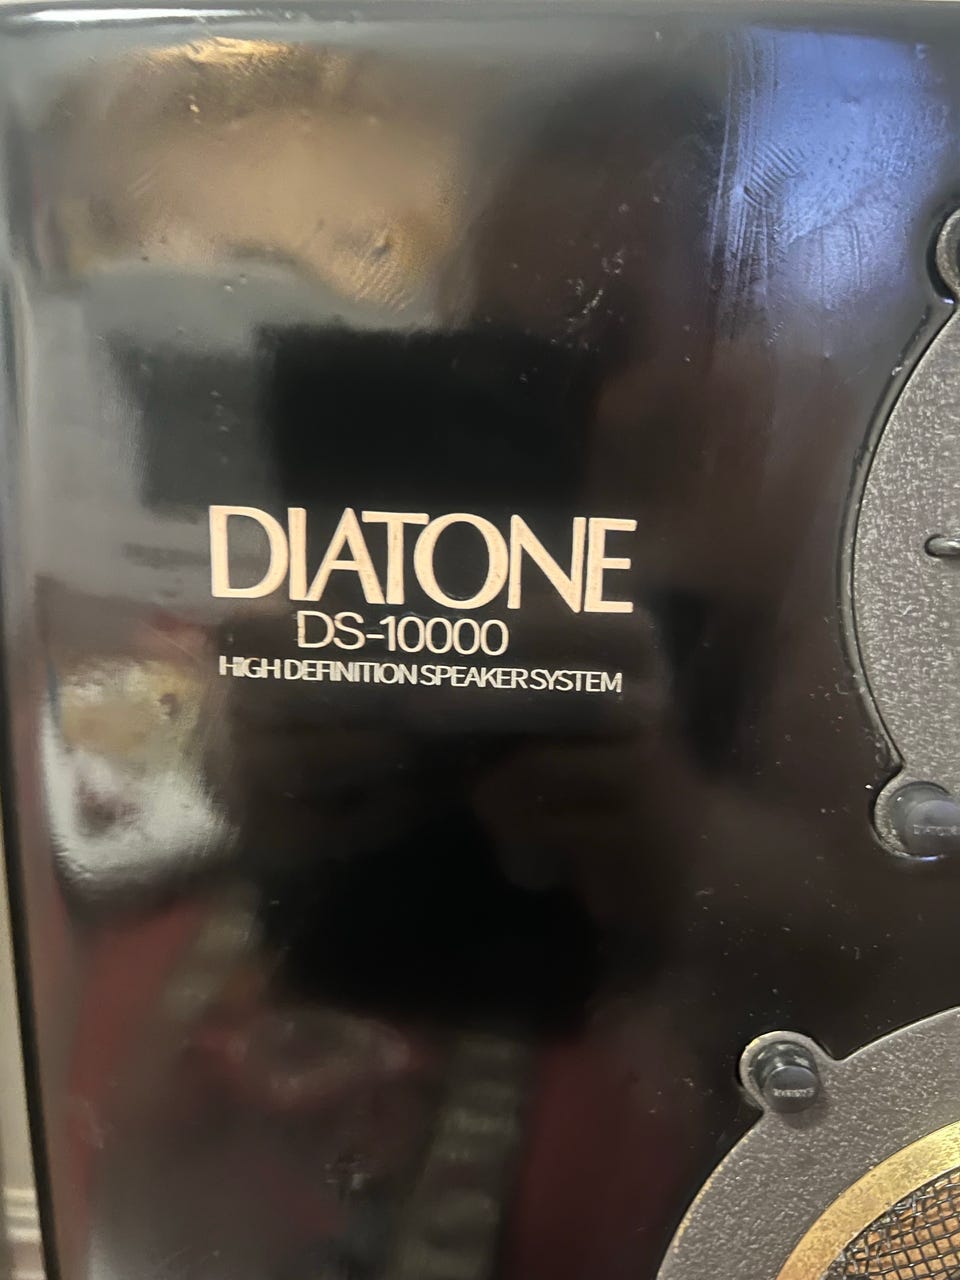 DIATONE
DS-10000
HIGH DEFINITION SPEAKER SYSTEM